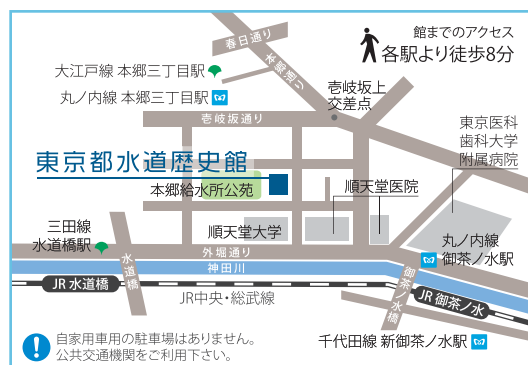 春日通り
本郷通り
館までのアクセス
各駅より徒歩8分
大江戸線 本郷三丁目駅
丸ノ内線 本郷三丁目駅
壱岐坂上
交差点
壱岐坂通り
東京医科
歯科大学
附属病院
東京都水道歴史館
本郷給水所公苑
順天堂医院
順天堂大学
三田線
水道橋駅
外堀通り
神田川
水道橋
丸ノ内線
御茶ノ水駅
御茶ノ水橋
JR 水道橋
JR中央・総武線
JR 御茶ノ水
千代田線 新御茶ノ水駅
自家用車用の駐車場はありません。
公共交通機関をご利用下さい。